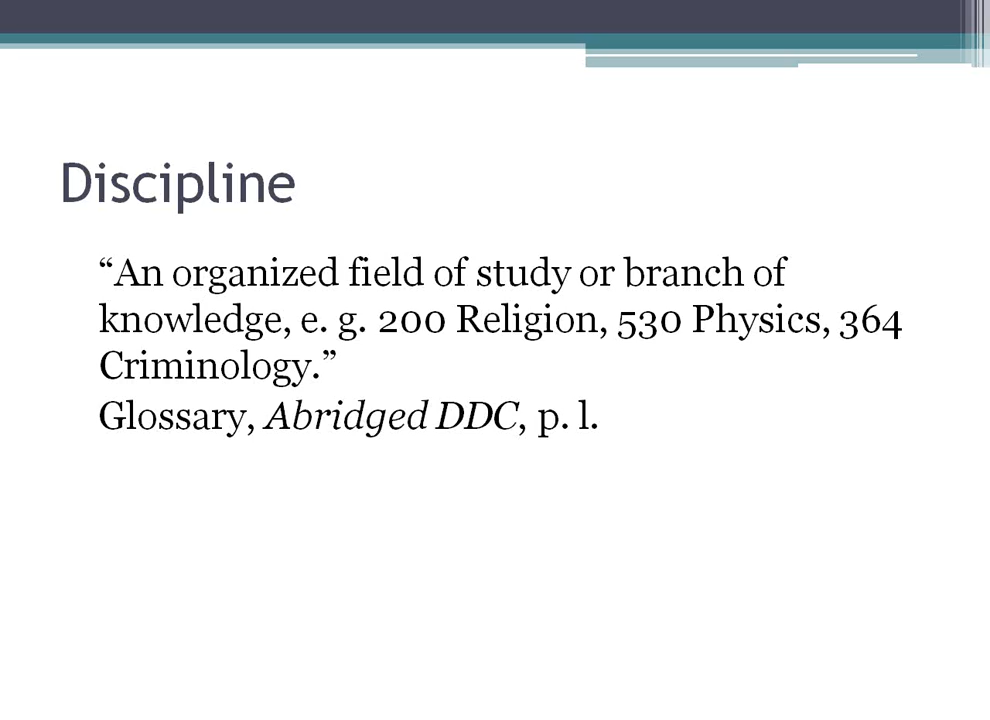 Discipline
“An organized field of study or branch of
knowledge, e. g. 200 Religion, 530 Physics, 364
Criminology.”
Glossary, Abridged DDC, p. l.